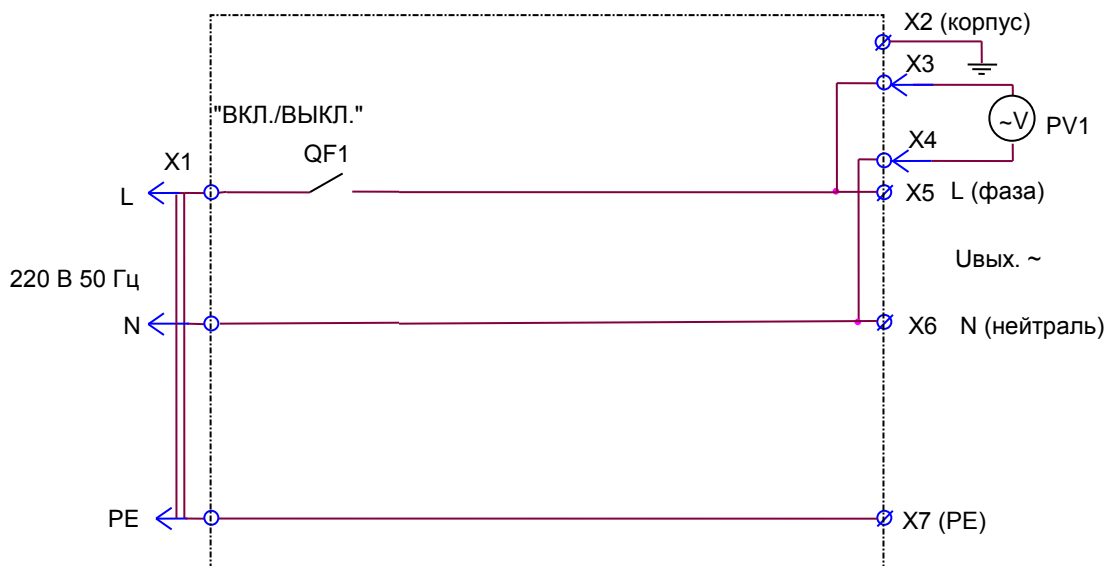 X2 (корпус)
X3
"ВКЛ./ВЫКЛ."
~V
PV1
X4
QF1
X1
L
X5 L (фаза)
220 В 50 Гц
Uвых. ~
N
X6 N (нейтраль)
PE
X7 (PE)